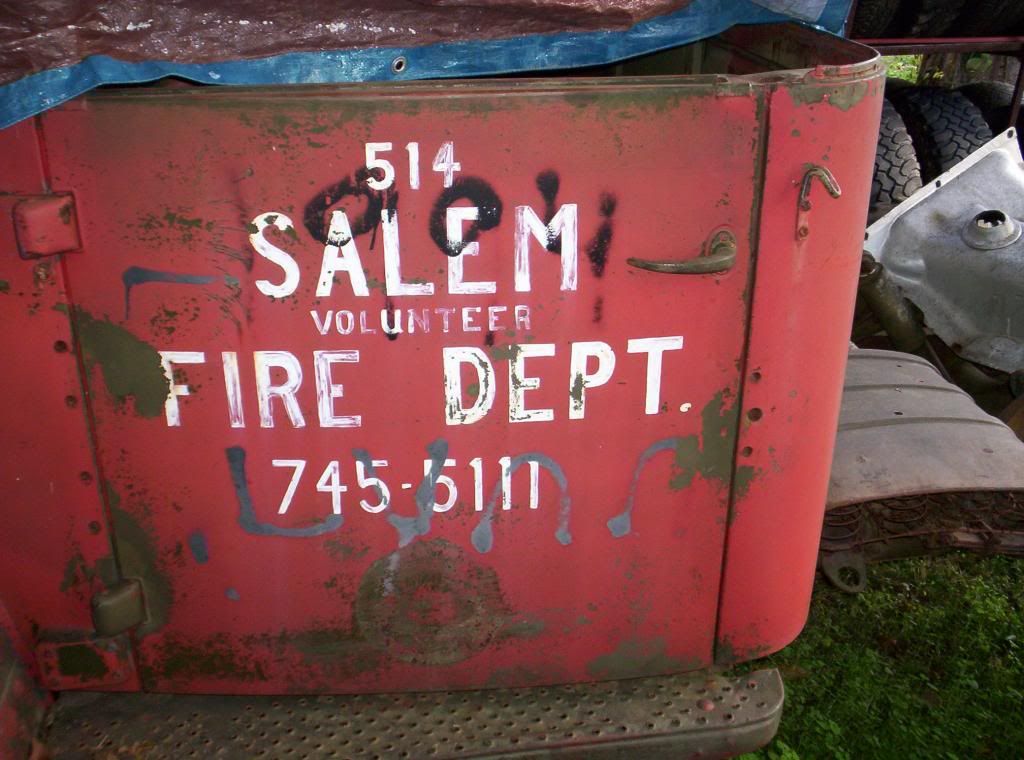 514
SALEM
VOLUNTEER
FIRE DEPT.
745-5111